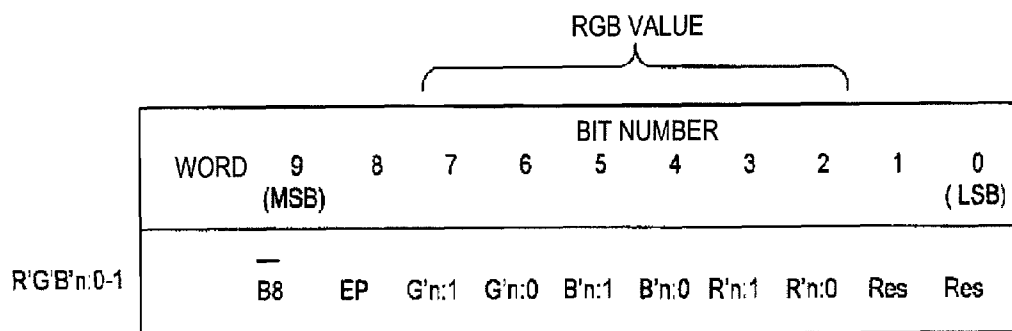 RGB VALUE
BIT NUMBER
WORD 9 8 7 6 5 4 3 2 1 0
(MSB) (LSB)
R'G'B'n:0-1 B̅8 EP G'n:1 G'n:0 B'n:1 B'n:0 R'n:1 R'n:0 Res Res